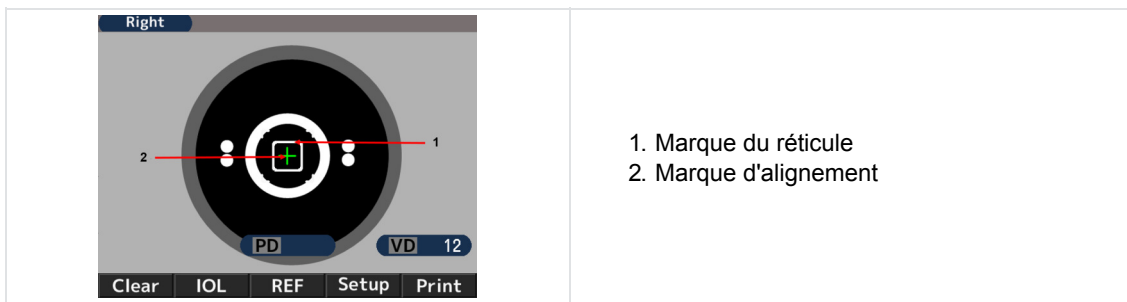 Right
1
2
PD
VD 12
Clear IOL REF Setup Print
1. Marque du réticule
2. Marque d'alignement